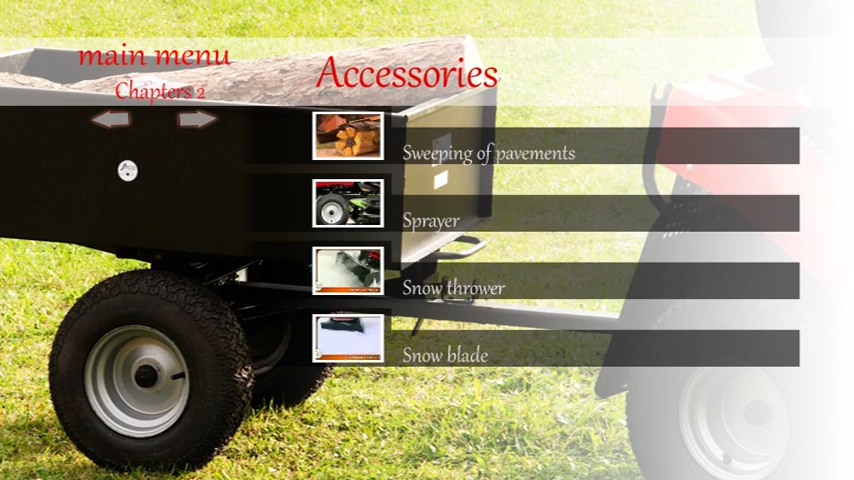 main menu
Chapters 2
Accessories
Sweeping of pavements
Sprayer
Snow thrower
Snow blade